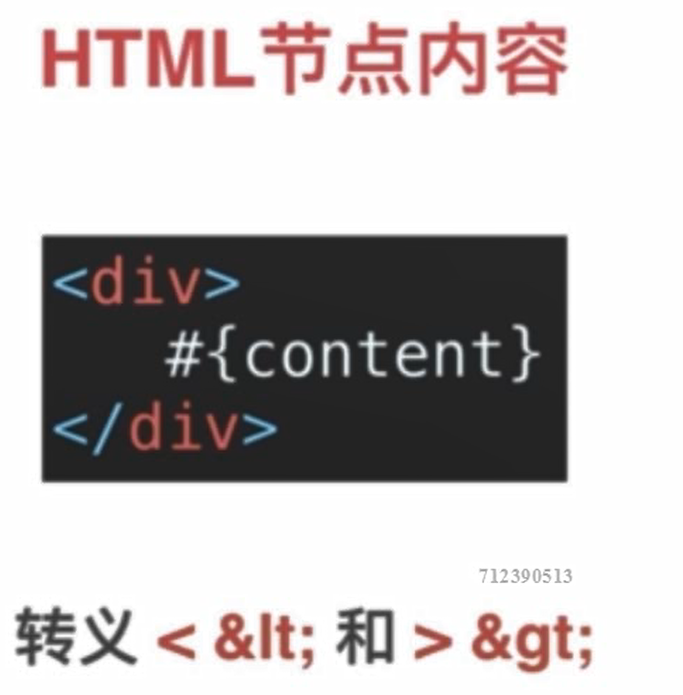 HTML节点内容
<div>
#{content}
</div>
712390513
转义 < &lt; 和 > &gt;